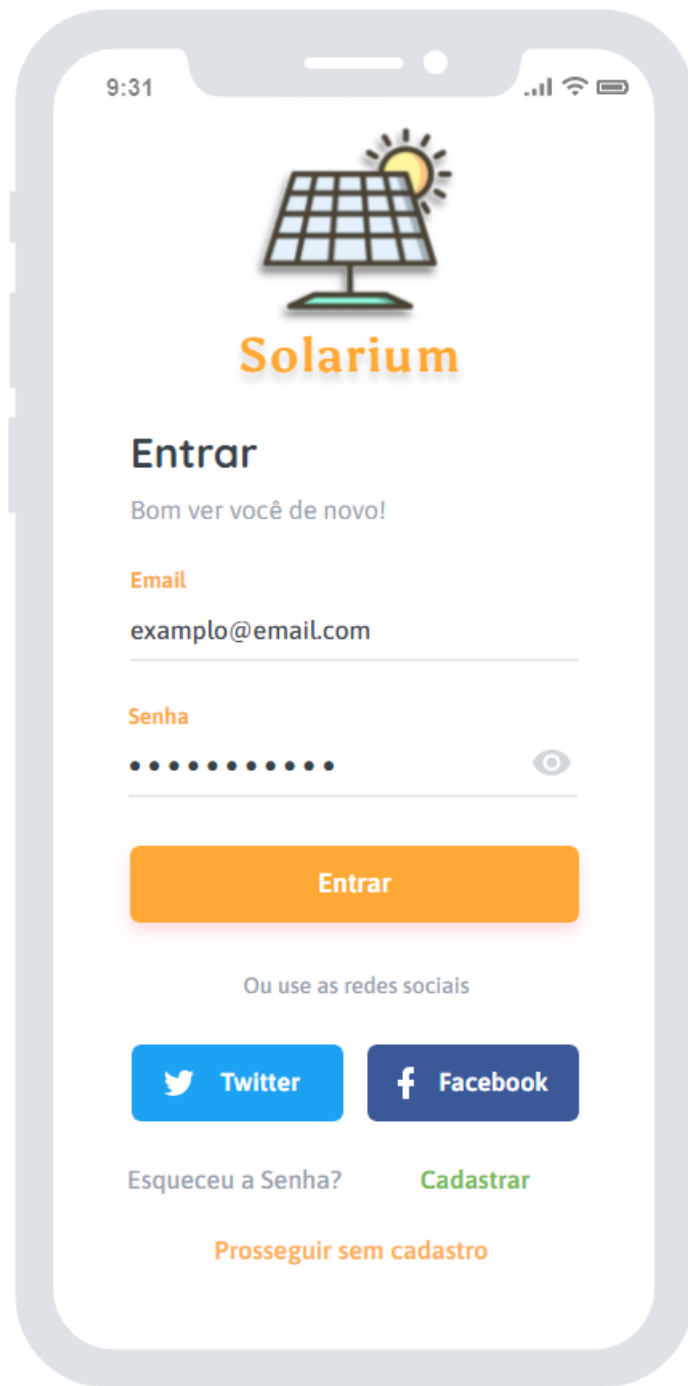 9:31
Solarium
Entrar
Bom ver você de novo!
Email
examplo@email.com
Senha
•••••••••••
Entrar
Ou use as redes sociais
Twitter Facebook
Esqueceu a Senha? Cadastrar
Prosseguir sem cadastro